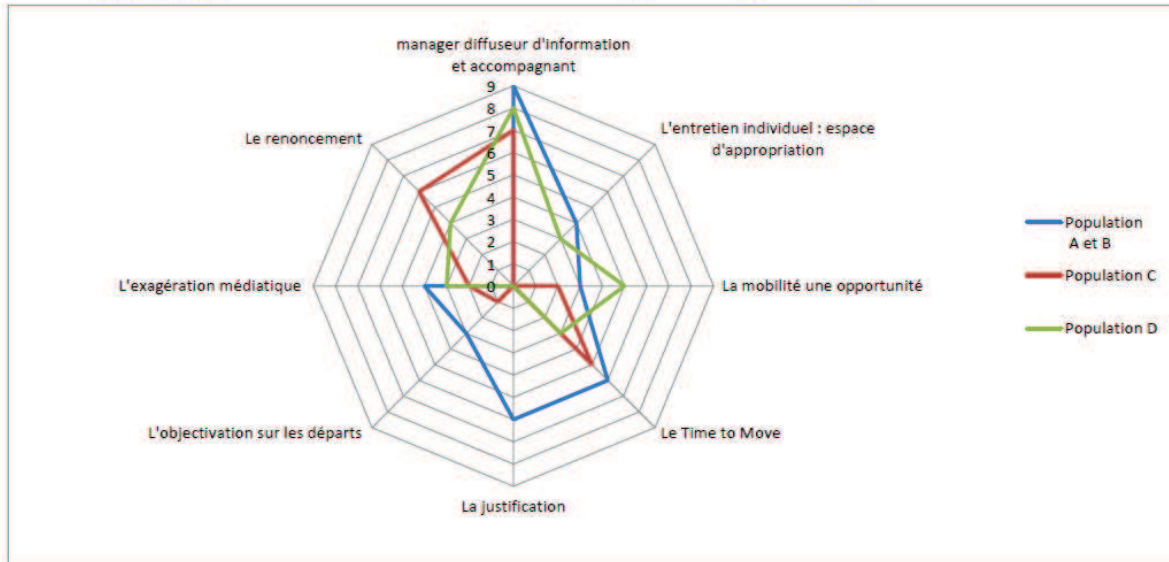 manager diffuseur d'information
et accompagnant
9
8
7
6
5
4
3
2
1
0
L'entretien individuel : espace
d'appropriation
La mobilité une opportunité
Le Time to Move
La justification
L'objectivation sur les départs
L'exagération médiatique
Le renoncement
Population
A et B
Population C
Population D